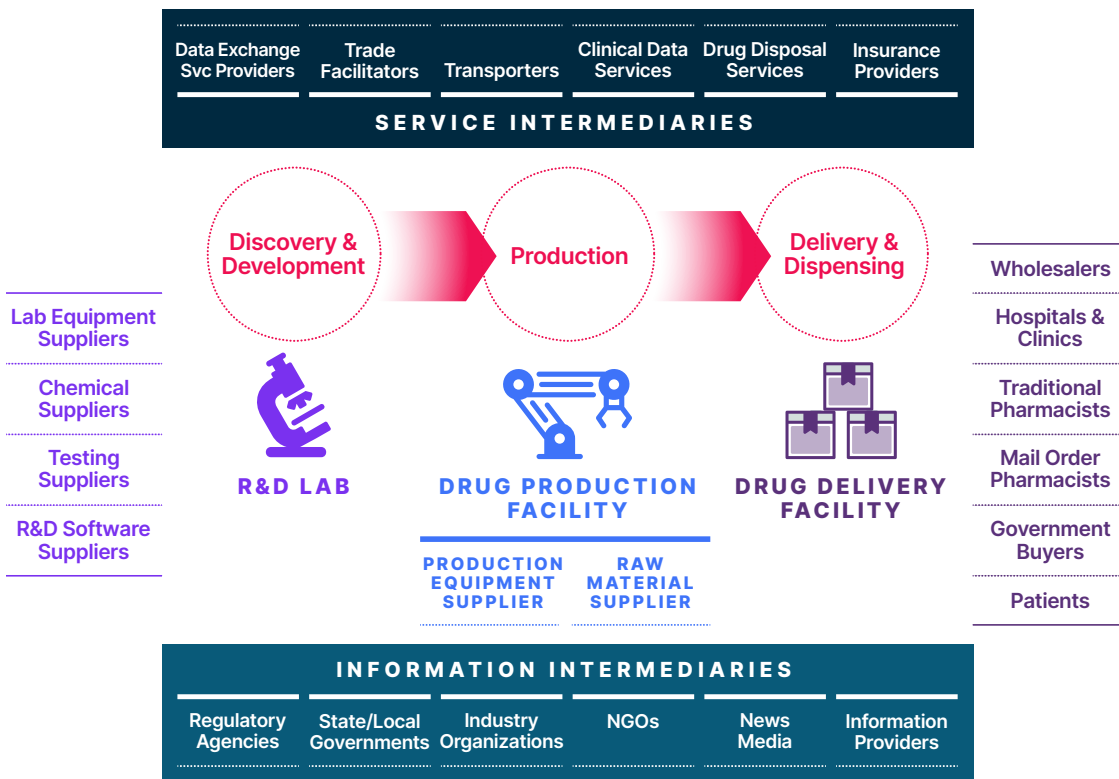 Data Exchange
Svc Providers
Trade
Facilitators
Transporters
Clinical Data
Services
Drug Disposal
Services
Insurance
Providers
SERVICE INTERMEDIARIES
Discovery &
Development
Production
Delivery &
Dispensing
Lab Equipment
Suppliers
Chemical
Suppliers
Testing
Suppliers
R&D Software
Suppliers
R&D LAB
DRUG PRODUCTION
FACILITY
PRODUCTION
EQUIPMENT
SUPPLIER
RAW
MATERIAL
SUPPLIER
DRUG DELIVERY
FACILITY
Wholesalers
Hospitals &
Clinics
Traditional
Pharmacists
Mail Order
Pharmacists
Government
Buyers
Patients
INFORMATION INTERMEDIARIES
Regulatory
Agencies
State/Local
Governments
Industry
Organizations
NGOs
News
Media
Information
Providers